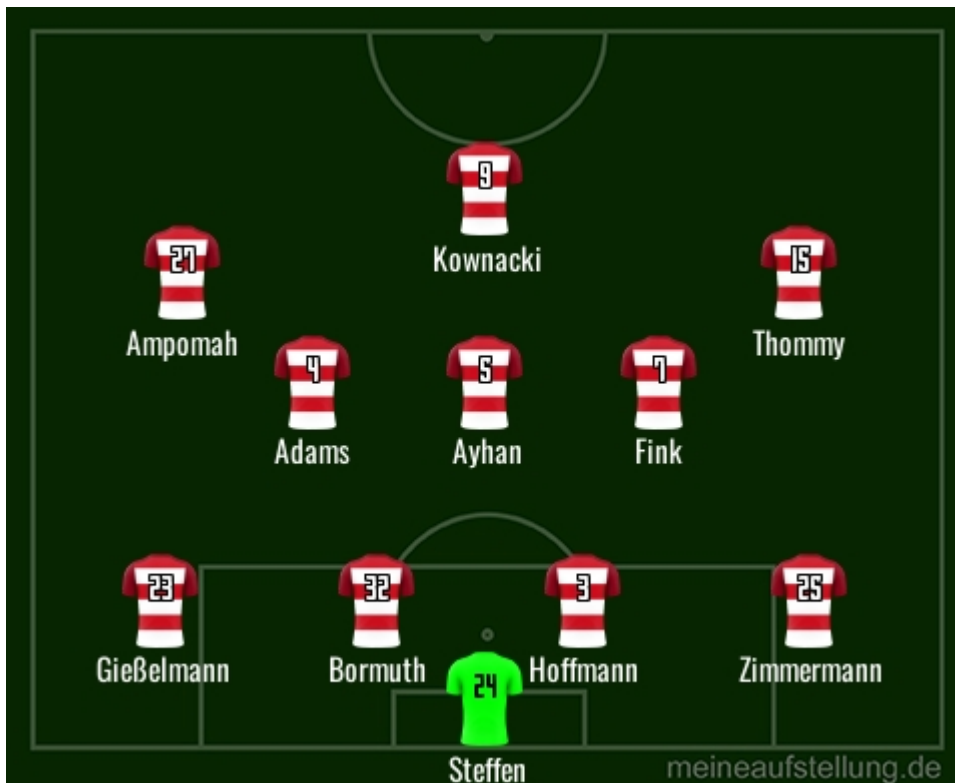 9
Kownacki
27
15
Ampomah
Thommy
4
5
7
Adams
Ayhan
Fink
23
32
3
25
Gießelmann
Bormuth
Hoffmann
Zimmermann
24
Steffen
meineaufstellung.de